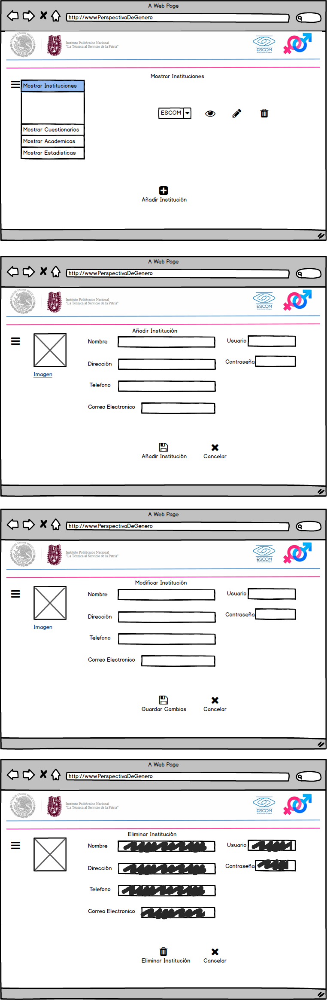 A Web Page
http://www.PerspectivaDeGenero
Instituto Politécnico Nacional
"La Técnica al Servicio de la Patria"
ESCOM
Mostrar Instituciones
Mostrar Instituciones
ESCOM
Mostrar Cuestionarios
Mostrar Academicos
Mostrar Estadisticas
Añadir Institución
A Web Page
http://www.PerspectivaDeGenero
Instituto Politécnico Nacional
"La Técnica al Servicio de la Patria"
ESCOM
Añadir Institución
Nombre
Usuario
Dirección
Contraseña
Imagen
Telefono
Correo Electronico
Añadir Institución
Cancelar
A Web Page
http://www.PerspectivaDeGenero
Instituto Politécnico Nacional
"La Técnica al Servicio de la Patria"
ESCOM
Modificar Institución
Nombre
Usuario
Dirección
Contraseña
Imagen
Telefono
Correo Electronico
Guardar Cambios
Cancelar
A Web Page
http://www.PerspectivaDeGenero
Instituto Politécnico Nacional
"La Técnica al Servicio de la Patria"
ESCOM
Eliminar Institución
Nombre
Usuario
Dirección
Contraseña
Telefono
Correo Electronico
Eliminar Institución
Cancelar